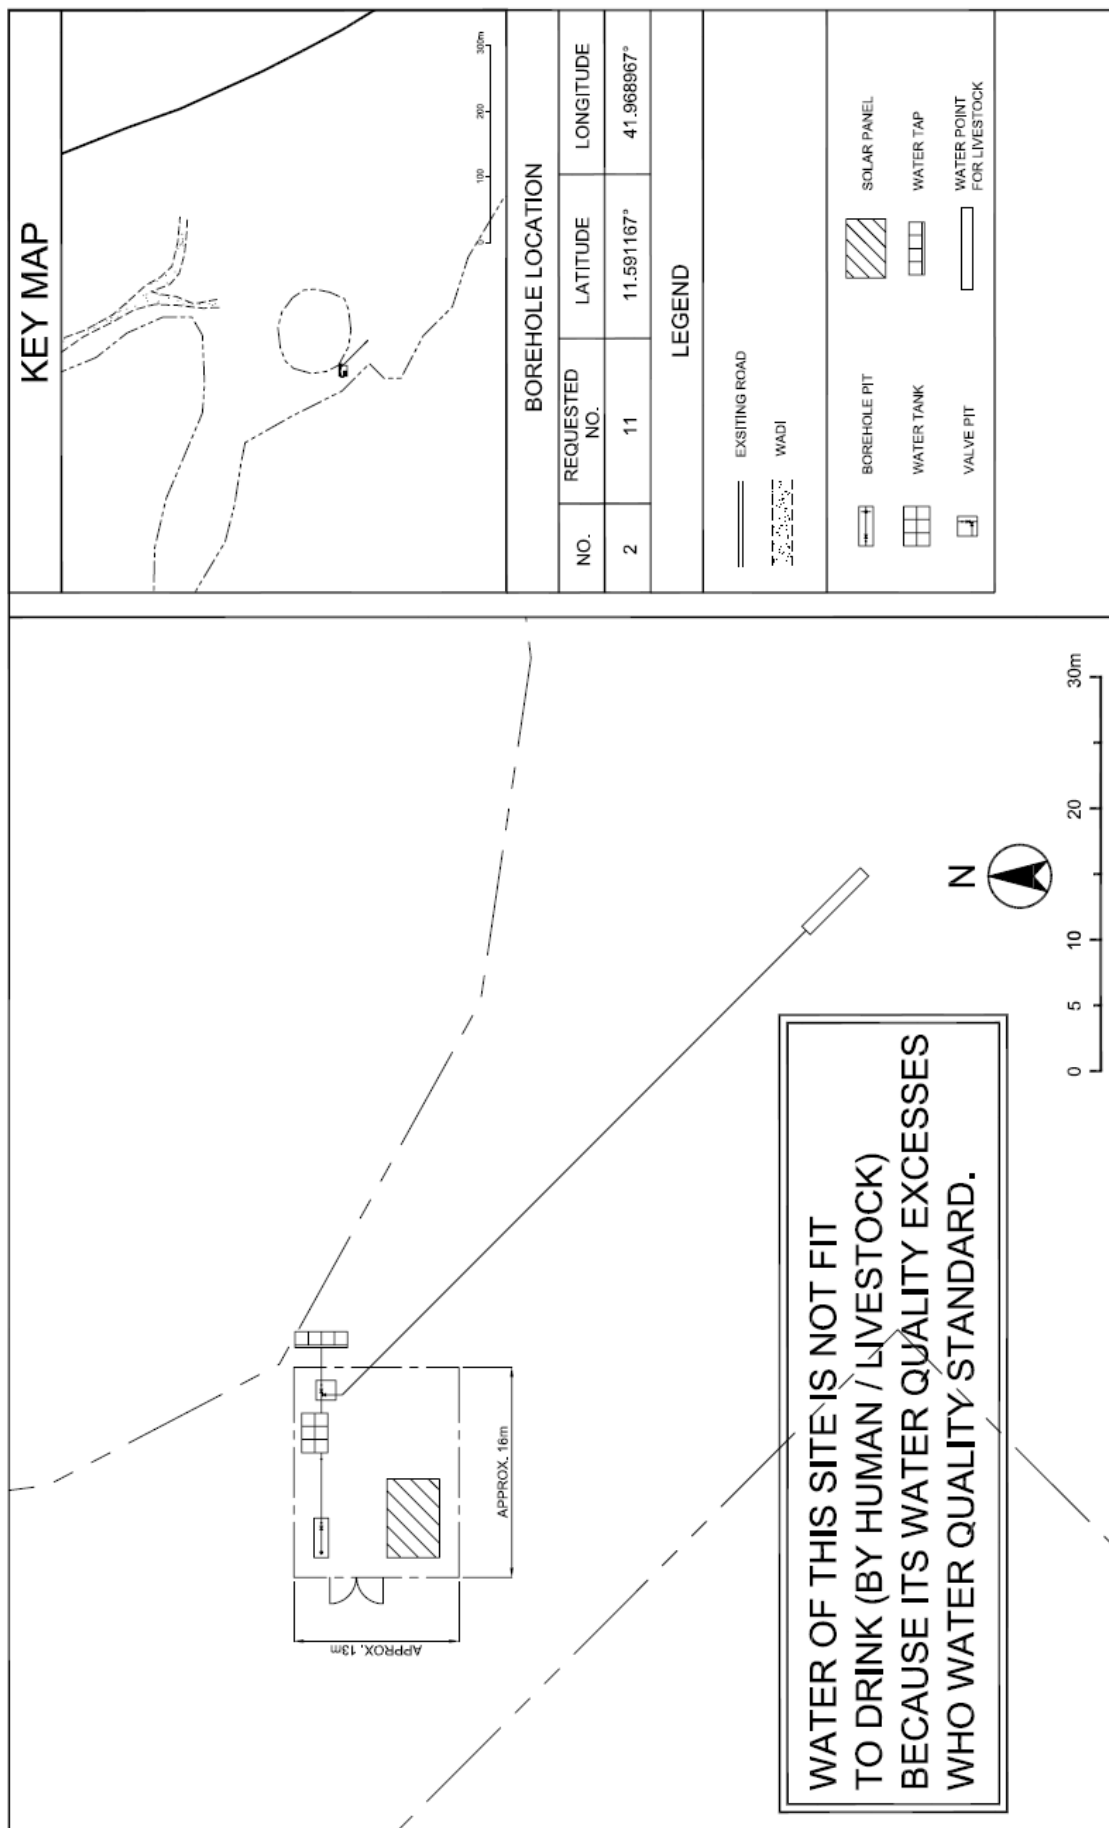 KEY MAP
0
100
200
300m
BOREHOLE LOCATION
NO.
REQUESTED
NO.
LATITUDE
LONGITUDE
2
11
11.591167°
41.968967°
LEGEND
EXSITING ROAD
WADI
BOREHOLE PIT
SOLAR PANEL
WATER TANK
WATER TAP
VALVE PIT
WATER POINT
FOR LIVESTOCK
APPROX. 13m
APPROX. 16m
WATER OF THIS SITE IS NOT FIT
TO DRINK (BY HUMAN / LIVESTOCK)
BECAUSE ITS WATER QUALITY EXCESSES
WHO WATER QUALITY STANDARD.
N
0
5
10
20
30m